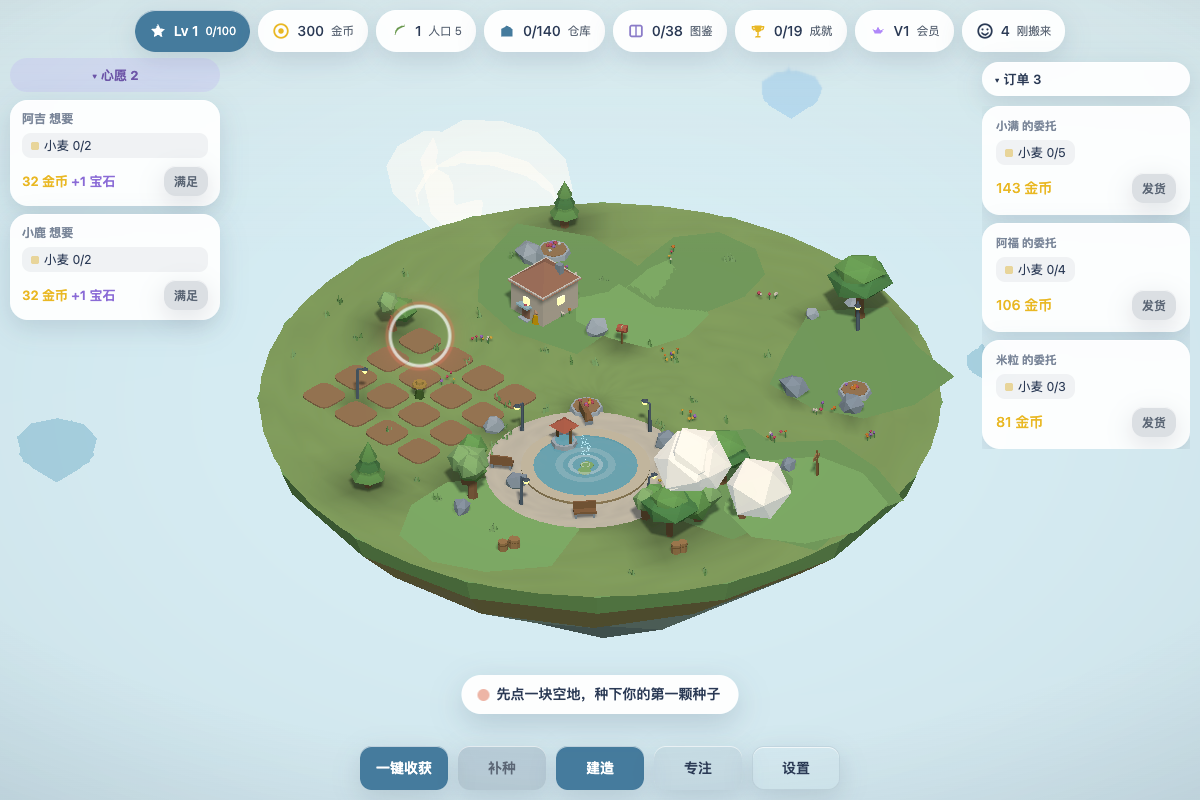 Lv 1 0/100
300 金币
1 人口 5
0/140 仓库
0/38 图鉴
0/19 成就
V1 会员
4 刚搬来
▾ 心愿 2
阿吉 想要
小麦 0/2
32 金币 +1 宝石
满足
小鹿 想要
小麦 0/2
32 金币 +1 宝石
满足
▾ 订单 3
小满 的委托
小麦 0/5
143 金币
发货
阿福 的委托
小麦 0/4
106 金币
发货
米粒 的委托
小麦 0/3
81 金币
发货
先点一块空地，种下你的第一颗种子
一键收获
补种
建造
专注
设置